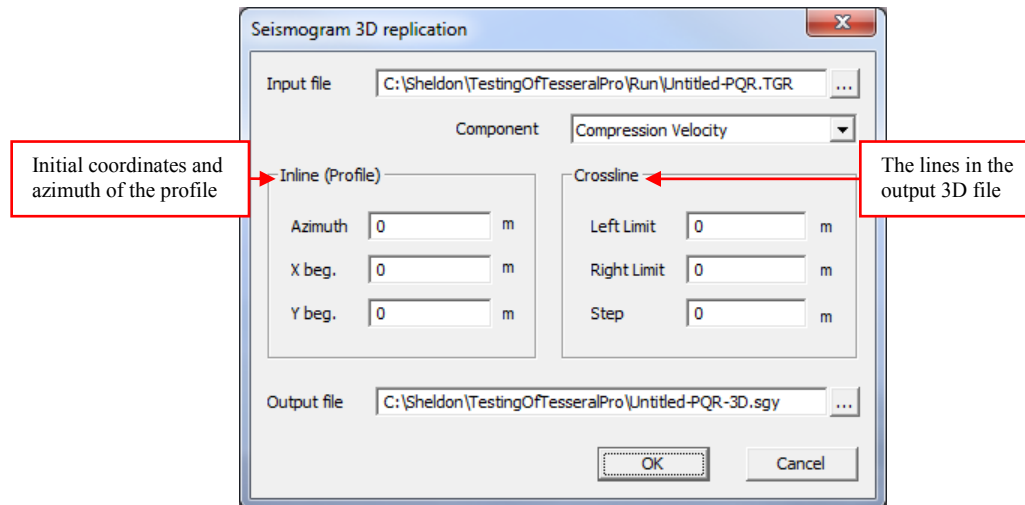 Seismogram 3D replication
Input file C:\Sheldon\TestingOfTesseralPro\Run\Untitled-PQR.TGR ...
Component Compression Velocity
Initial coordinates and
azimuth of the profile
Inline (Profile)
Azimuth 0 m
X beg. 0 m
Y beg. 0 m
Crossline
Left Limit 0 m
Right Limit 0 m
Step 0 m
The lines in the
output 3D file
Output file C:\Sheldon\TestingOfTesseralPro\Untitled-PQR-3D.sgy ...
OK Cancel